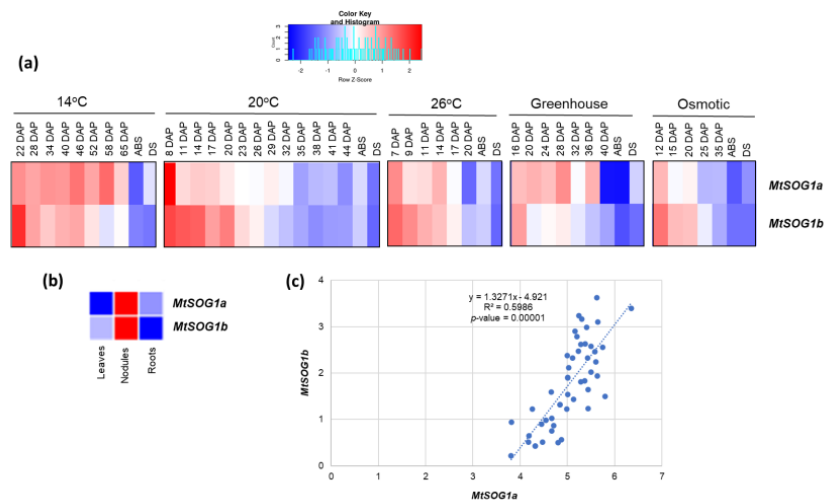 Color Key
and Histogram
Count
0 1 2 3
-2 -1 0 1 2
Row Z-Score
(a)
14°C 20°C 26°C Greenhouse Osmotic
22 DAP 28 DAP 34 DAP 40 DAP 46 DAP 52 DAP 58 DAP 65 DAP ABS DS
8 DAP 11 DAP 14 DAP 17 DAP 20 DAP 23 DAP 26 DAP 29 DAP 32 DAP 35 DAP 38 DAP 41 DAP 44 DAP ABS DS
7 DAP 9 DAP 11 DAP 14 DAP 17 DAP 20 DAP ABS DS
16 DAP 20 DAP 24 DAP 28 DAP 32 DAP 36 DAP 40 DAP ABS DS
12 DAP 15 DAP 20 DAP 25 DAP 35 DAP ABS DS
MtSOG1a
MtSOG1b
(b)
MtSOG1a
MtSOG1b
Leaves Nodules Roots
(c)
y = 1.3271x - 4.921
R² = 0.5986
p-value = 0.00001
MtSOG1b
4
3
2
1
0
0 1 2 3 4 5 6 7
MtSOG1a